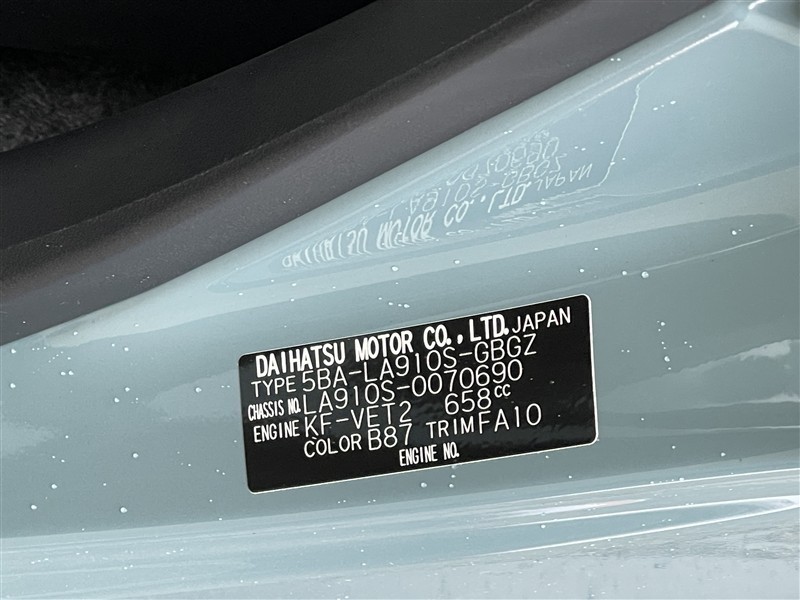 DAIHATSU MOTOR CO., LTD. JAPAN
TYPE 5BA-LA910S-GBGZ
CHASSIS NO. LA910S-0070690
ENGINE KF-VET2 658cc
COLOR B87 TRIM FA10
ENGINE NO.